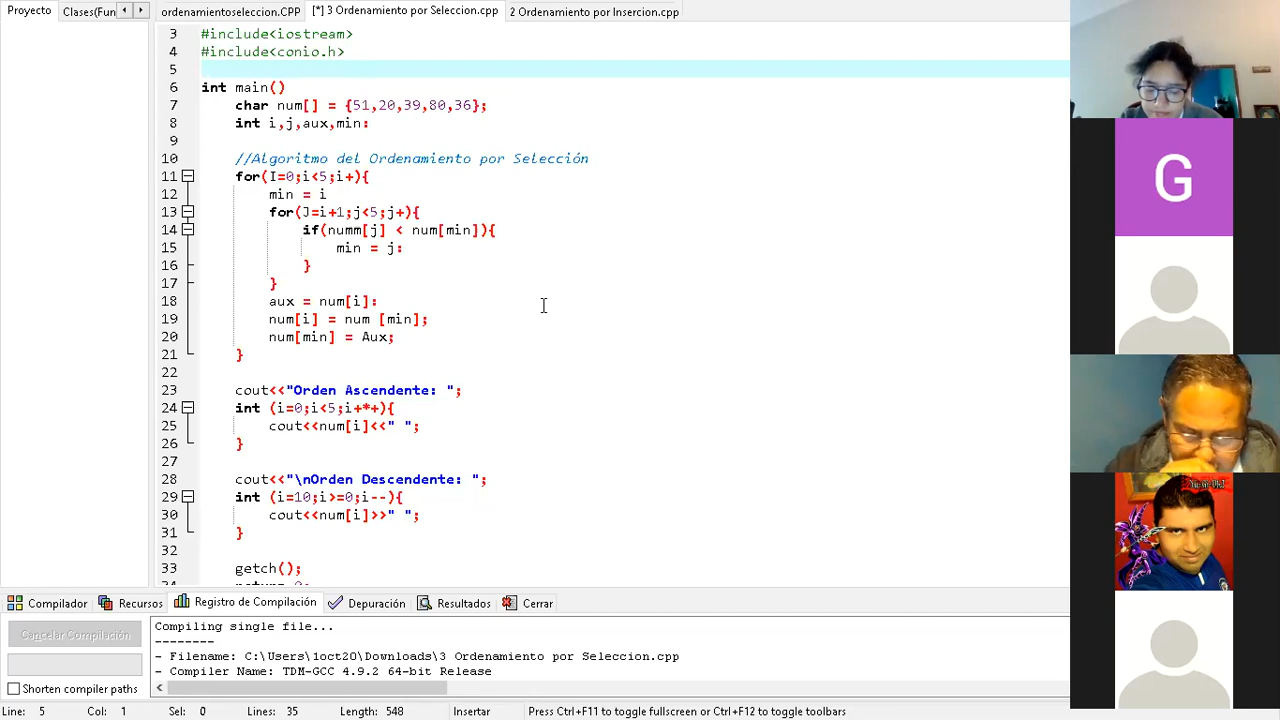 Proyecto Clases(Fun
ordenamientoseleccion.CPP [*] 3 Ordenamiento por Seleccion.cpp 2 Ordenamiento por Insercion.cpp
3 #include<iostream>
4 #include<conio.h>
5
6 int main()
7 char num[] = {51,20,39,80,36};
8 int i,j,aux,min:
9
10 //Algoritmo del Ordenamiento por Selección
11 for(I=0;i<5;i+){
12 min = i
13 for(J=i+1;j<5;j+){
14 if(numm[j] < num[min]){
15 min = j:
16 }
17 }
18 aux = num[i]:
19 num[i] = num [min];
20 num[min] = Aux;
21 }
22
23 cout<<"Orden Ascendente: ";
24 int (i=0;i<5;i+*+){
25 cout<<num[i]<<" ";
26 }
27
28 cout<<"\nOrden Descendente: ";
29 int (i=10;i>=0;i--){
30 cout<<num[i]>>" ";
31 }
32
33 getch();
Compilador Recursos Registro de Compilación Depuración Resultados Cerrar
Cancelar Compilación
Shorten compiler paths
Compiling single file...
--------
- Filename: C:\Users\1oct20\Downloads\3 Ordenamiento por Seleccion.cpp
- Compiler Name: TDM-GCC 4.9.2 64-bit Release
Line: 5 Col: 1 Sel: 0 Lines: 35 Length: 548 Insertar Press Ctrl+F11 to toggle fullscreen or Ctrl+F12 to toggle toolbars
G